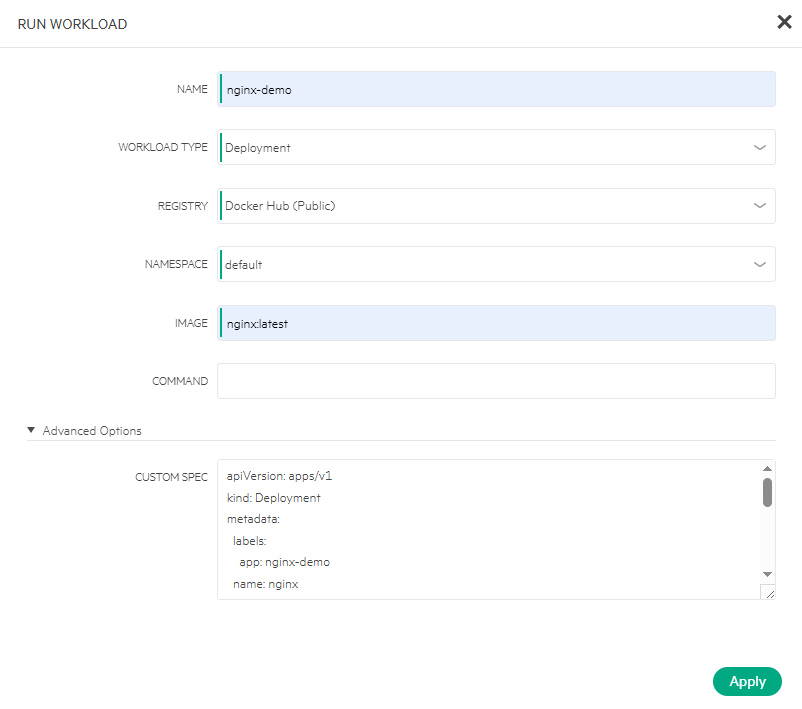 RUN WORKLOAD
NAME nginx-demo
WORKLOAD TYPE Deployment
REGISTRY Docker Hub (Public)
NAMESPACE default
IMAGE nginx:latest
COMMAND
Advanced Options
CUSTOM SPEC apiVersion: apps/v1
kind: Deployment
metadata:
  labels:
    app: nginx-demo
  name: nginx
Apply